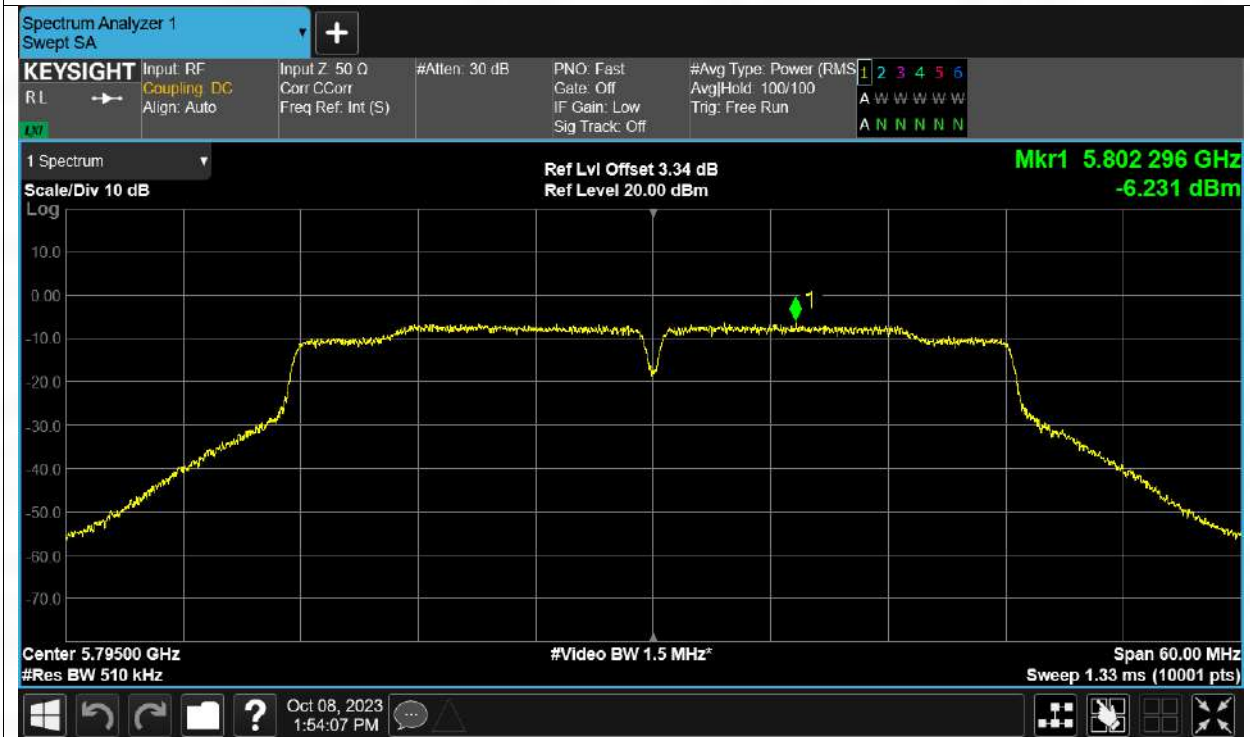 Spectrum Analyzer 1
Swept SA
+
KEYSIGHT
RL
LXI
Input: RF
Coupling: DC
Align: Auto
Input Z: 50 Ω
Corr CCorr
Freq Ref: Int (S)
#Atten: 30 dB
PNO: Fast
Gate: Off
IF Gain: Low
Sig Track: Off
#Avg Type: Power (RMS
Avg|Hold: 100/100
Trig: Free Run
1 2 3 4 5 6
A W W W W W
A N N N N N
1 Spectrum
Scale/Div 10 dB
Log
Ref Lvl Offset 3.34 dB
Ref Level 20.00 dBm
Mkr1 5.802 296 GHz
-6.231 dBm
10.0
0.00
-10.0
-20.0
-30.0
-40.0
-50.0
-60.0
-70.0
1
Center 5.79500 GHz
#Res BW 510 kHz
#Video BW 1.5 MHz*
Span 60.00 MHz
Sweep 1.33 ms (10001 pts)
?
Oct 08, 2023
1:54:07 PM